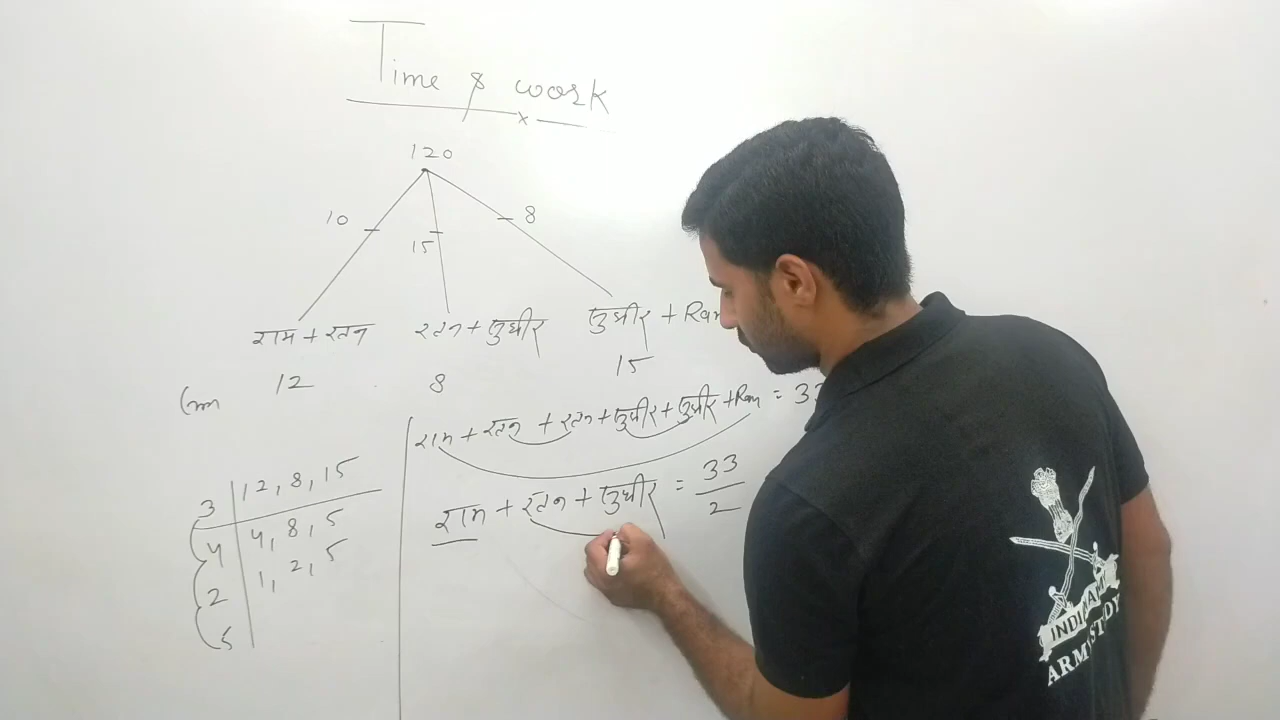 Time & work
x
120
10 15 8
राम + रतन रतन + सुधीर सुधीर + Ram
12 8 15
राम + रतन + रतन + सुधीर + सुधीर + Ram = 33
राम + रतन + सुधीर = 33/2
3 12, 8, 15
4 4, 8, 5
2 1, 2, 5
5
INDIAN
ARMY STUDY